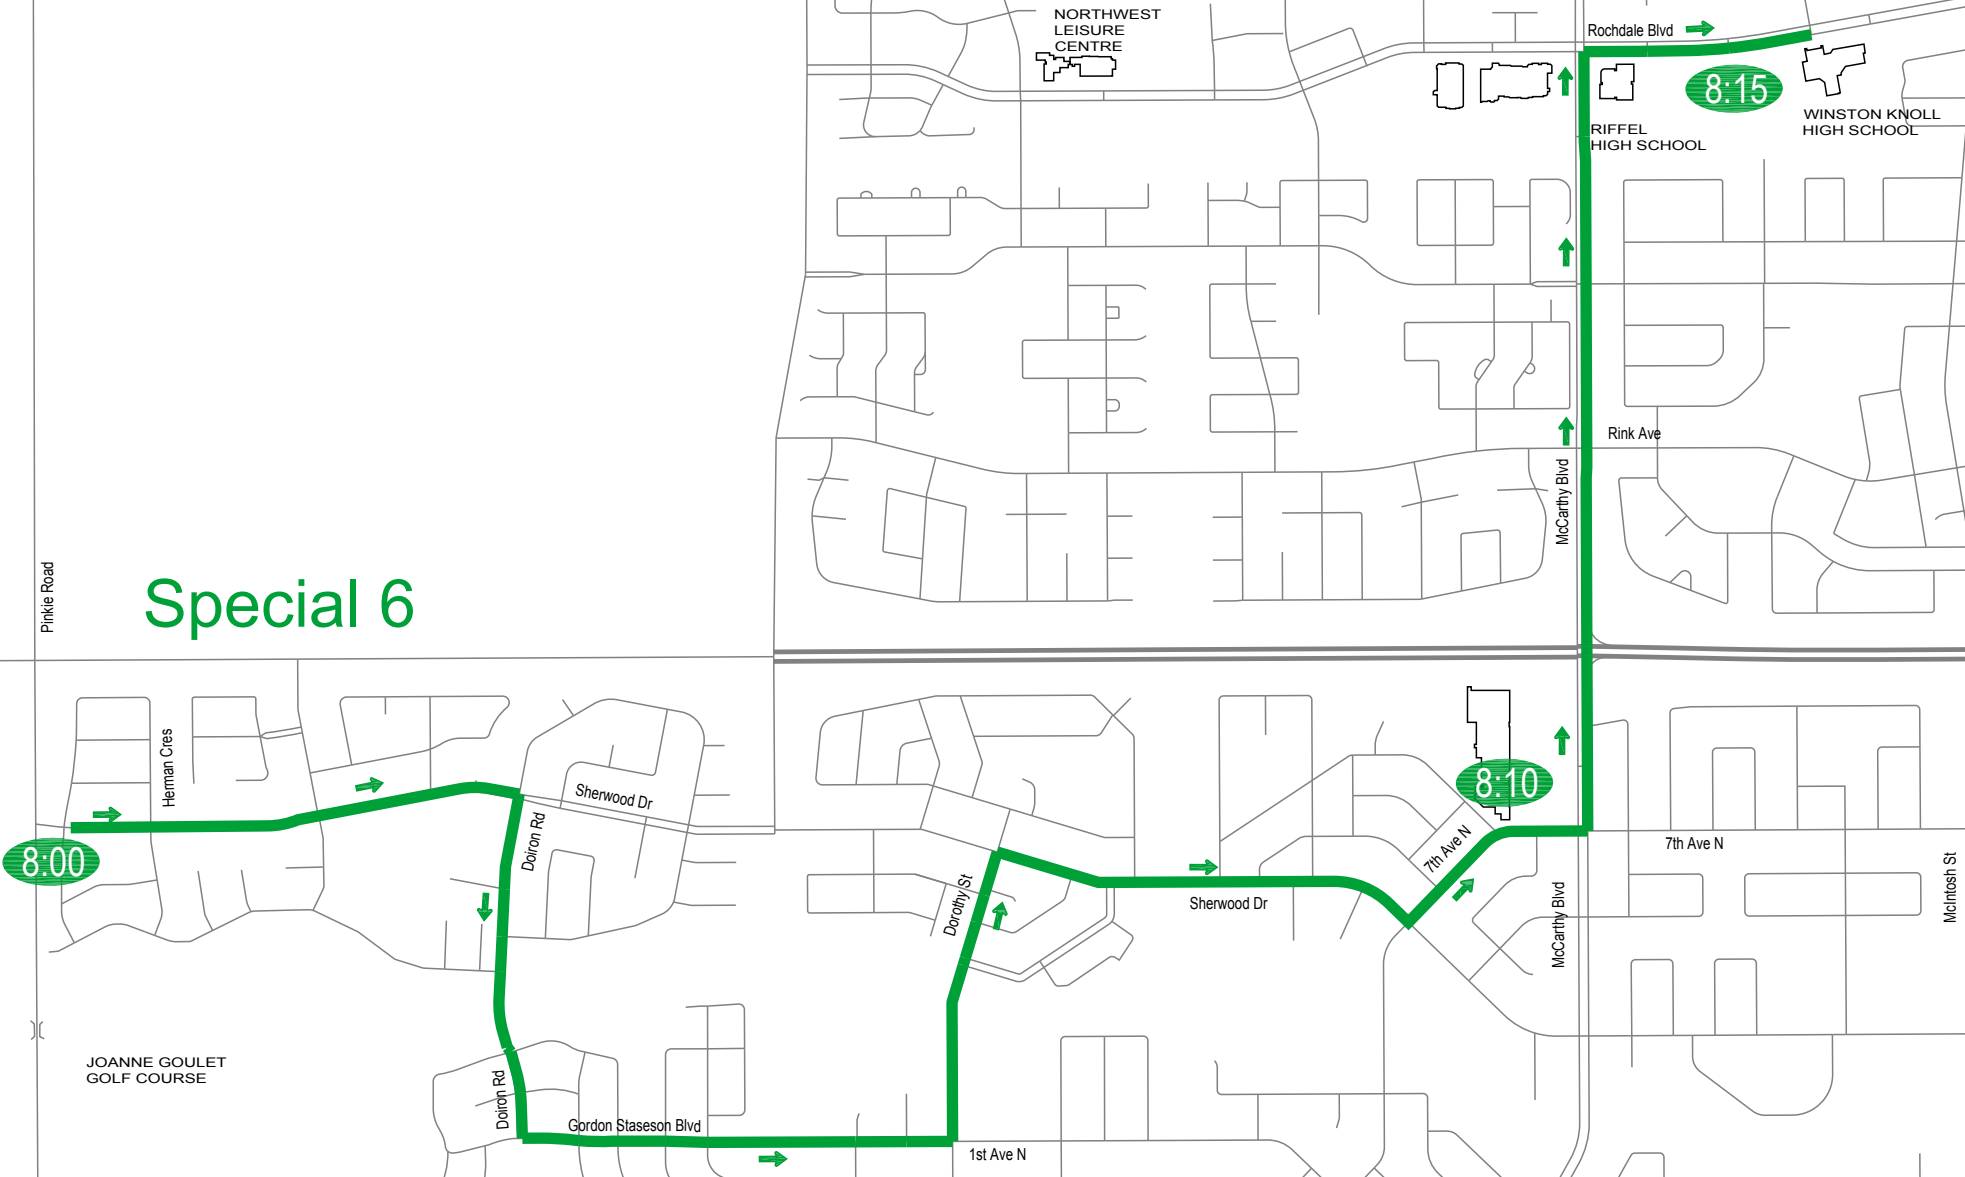 NORTHWEST
LEISURE
CENTRE
Rochdale Blvd
8:15
WINSTON KNOLL
HIGH SCHOOL
RIFFEL
HIGH SCHOOL
Rink Ave
McCarthy Blvd
Pinkie Road
Special 6
Herman Cres
Sherwood Dr
8:10
Doiron Rd
7th Ave N
7th Ave N
8:00
Dorothy St
Sherwood Dr
McCarthy Blvd
McIntosh St
JOANNE GOULET
GOLF COURSE
Doiron Rd
Gordon Staseson Blvd
1st Ave N